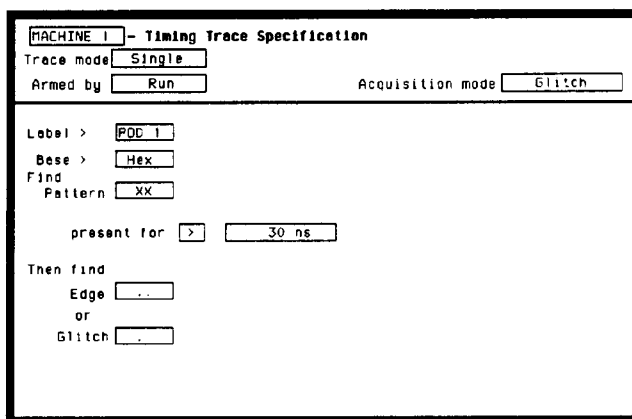 MACHINE 1 - Timing Trace Specification
Trace mode Single
Armed by Run Acquisition mode Glitch
Label > POD 1
Base > Hex
Find
Pattern XX
present for > 30 ns
Then find
Edge ..
or
Glitch .